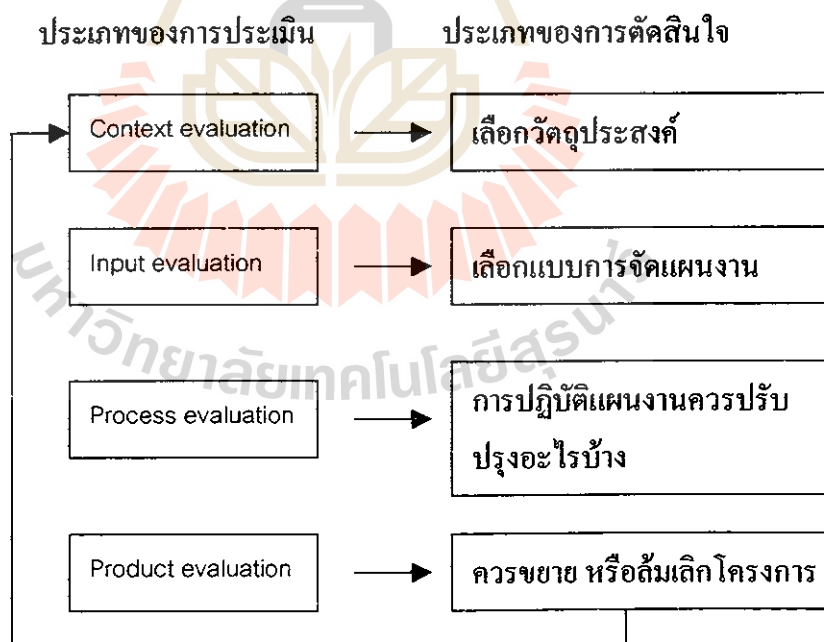 ประเภทของการประเมิน ประเภทของการตัดสินใจ
Context evaluation เลือกวัตถุประสงค์
Input evaluation เลือกแบบการจัดแผนงาน
มหาวิทยาลัยเทคโนโลยีสุรนารี
Process evaluation การปฏิบัติแผนงานควรปรับ
ปรุงอะไรบ้าง
Product evaluation ควรขยาย หรือล้มเลิกโครงการ